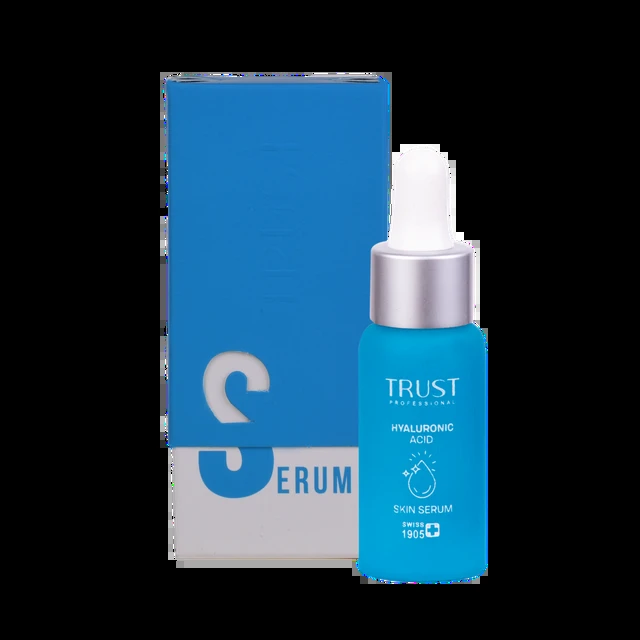 SERUM
TRUST
PROFESSIONAL
HYALURONIC
ACID
SKIN SERUM
SWISS
1905